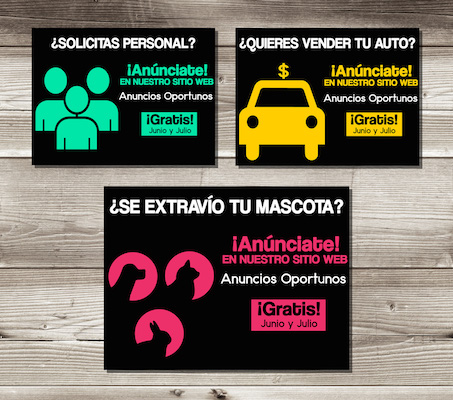 ¿SOLICITAS PERSONAL?
¡Anúnciate!
EN NUESTRO SITIO WEB
Anuncios Oportunos
¡Gratis!
Junio y Julio
¿QUIERES VENDER TU AUTO?
$
¡Anúnciate!
EN NUESTRO SITIO WEB
Anuncios Oportunos
¡Gratis!
Junio y Julio
¿SE EXTRAVÍO TU MASCOTA?
¡Anúnciate!
EN NUESTRO SITIO WEB
Anuncios Oportunos
¡Gratis!
Junio y Julio